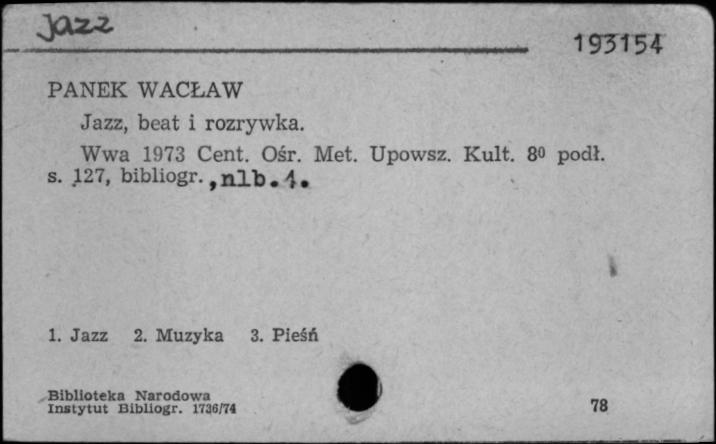 Jazz
193154
PANEK WACŁAW
Jazz, beat i rozrywka.
Wwa 1973 Cent. Ośr. Met. Upowsz. Kult. 8⁰ podł.
s. 127, bibliogr. , nlb. 1.
1. Jazz 2. Muzyka 3. Pieśń
Biblioteka Narodowa
Instytut Bibliogr. 1736/74
78